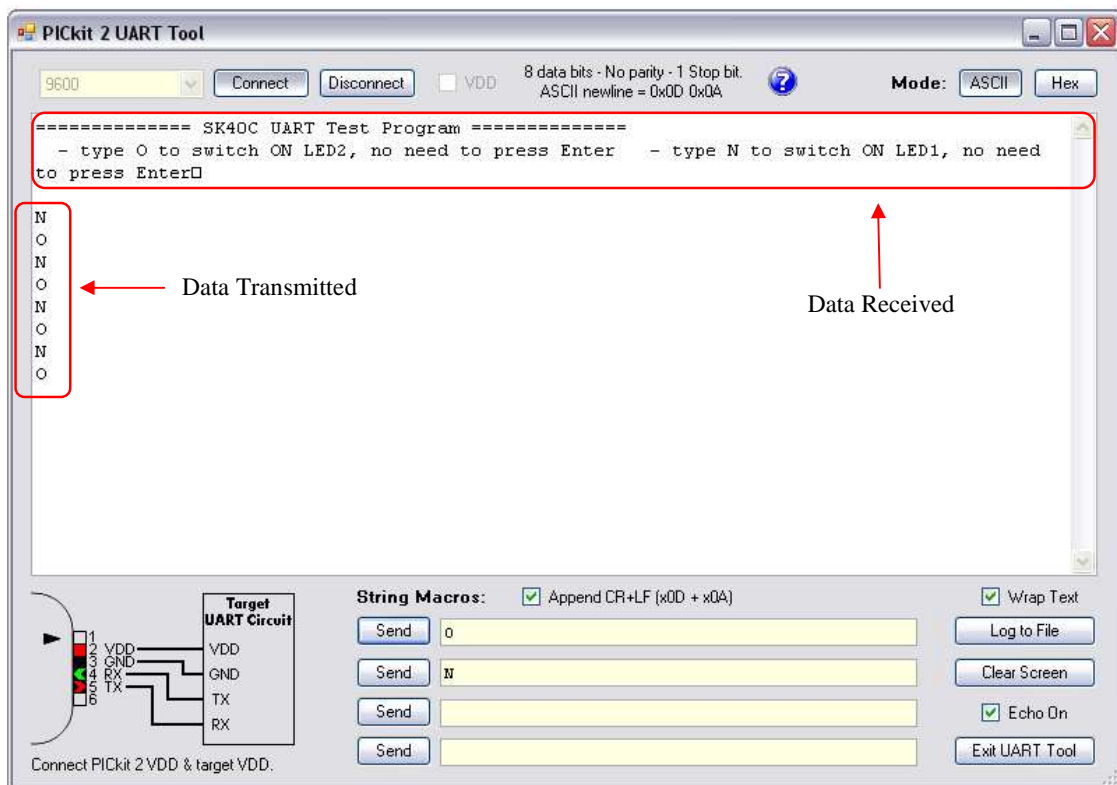 PICkit 2 UART Tool
9600
Connect
Disconnect
VDD
8 data bits - No parity - 1 Stop bit.
ASCII newline = 0x0D 0x0A
?
Mode:
ASCII
Hex
============== SK40C UART Test Program ==============
- type O to switch ON LED2, no need to press Enter - type N to switch ON LED1, no need
to press Enter□
N
O
N
O
N
O
N
O
Data Transmitted
Data Received
Target
UART Circuit
1
2 VDD
3 GND
4 RX
5 TX
6
VDD
GND
TX
RX
Connect PICkit 2 VDD & target VDD.
String Macros:
Append CR+LF (x0D + x0A)
Wrap Text
Send
O
Log to File
Send
N
Clear Screen
Send
Echo On
Send
Exit UART Tool